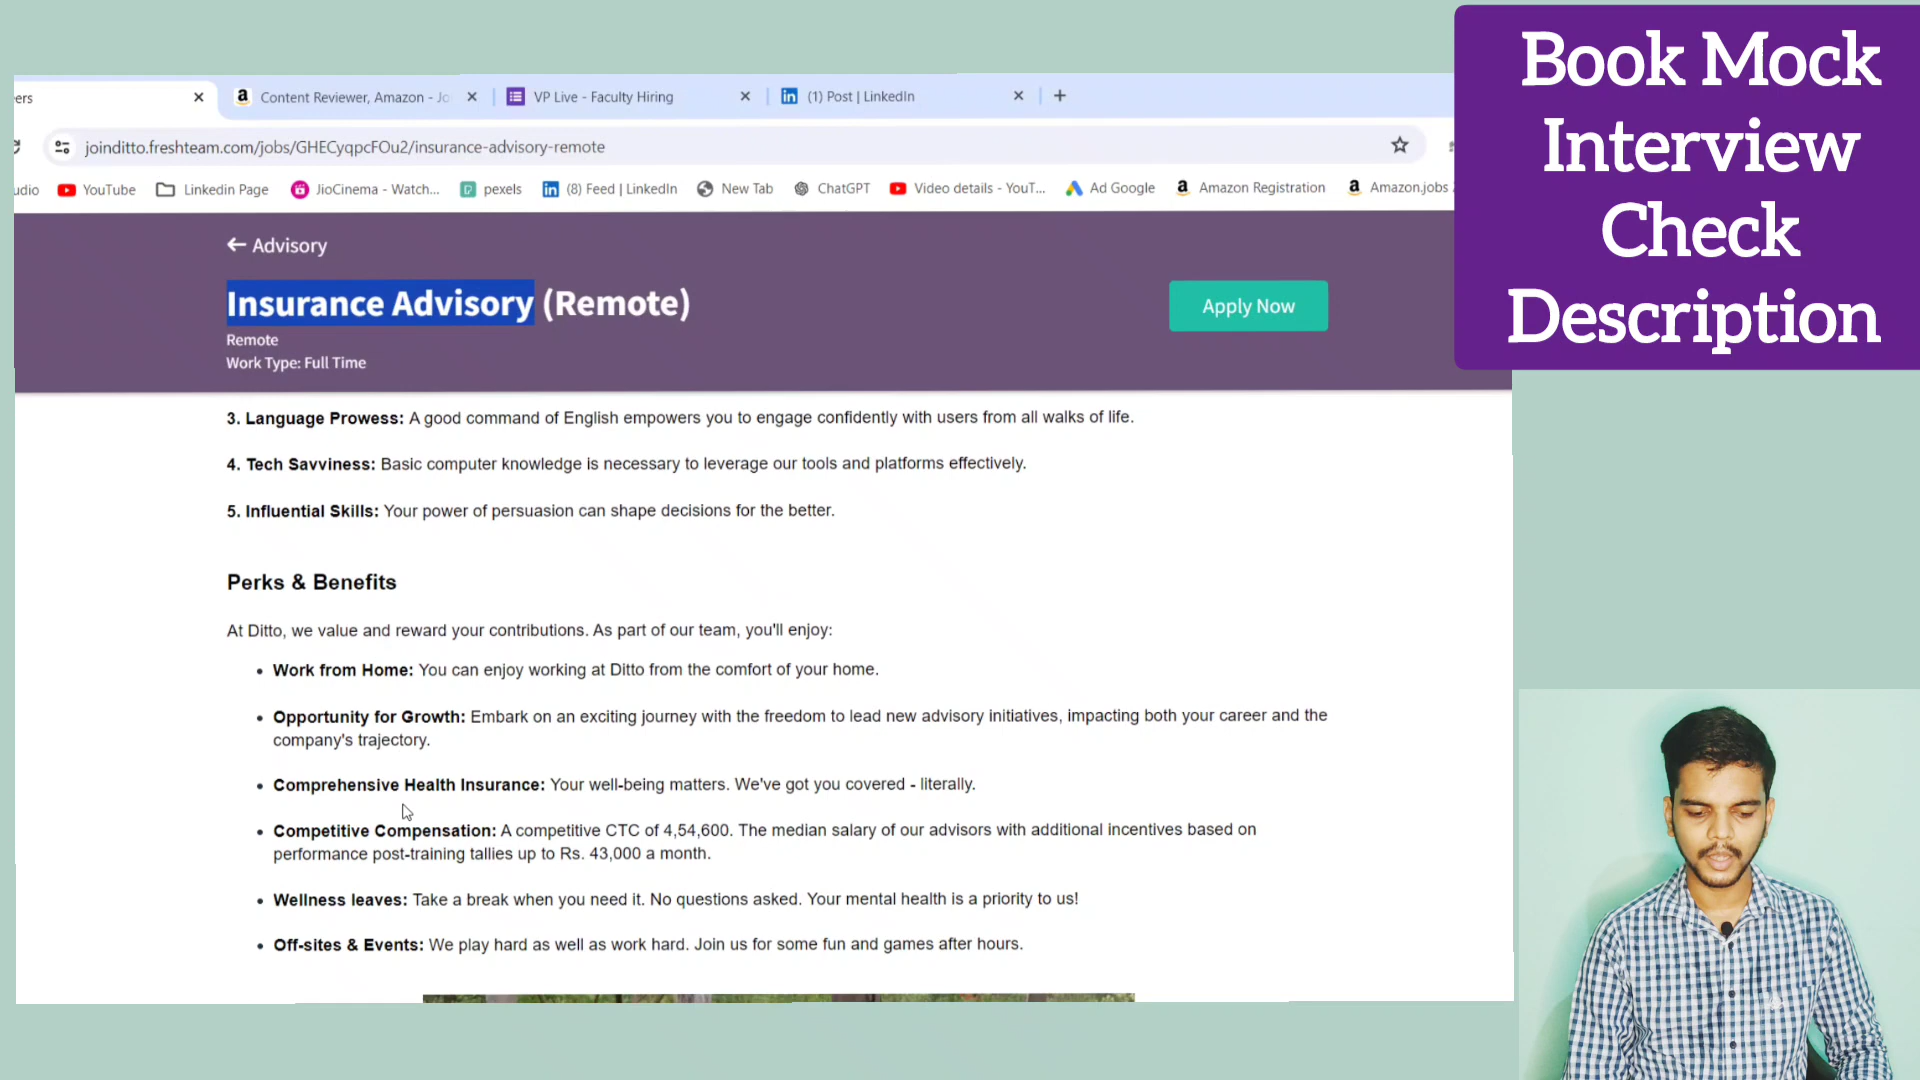 Book Mock
Interview
Check
Description
ers
Content Reviewer, Amazon - Jo
VP Live - Faculty Hiring
(1) Post | LinkedIn
joinditto.freshteam.com/jobs/GHECyqpcFOu2/insurance-advisory-remote
udio YouTube Linkedin Page JioCinema - Watch... pexels (8) Feed | LinkedIn New Tab ChatGPT Video details - YouT... Ad Google Amazon Registration Amazon.jobs
Advisory
Insurance Advisory (Remote)
Remote
Work Type: Full Time
Apply Now
3. Language Prowess: A good command of English empowers you to engage confidently with users from all walks of life.
4. Tech Savviness: Basic computer knowledge is necessary to leverage our tools and platforms effectively.
5. Influential Skills: Your power of persuasion can shape decisions for the better.
Perks & Benefits
At Ditto, we value and reward your contributions. As part of our team, you'll enjoy:
• Work from Home: You can enjoy working at Ditto from the comfort of your home.
• Opportunity for Growth: Embark on an exciting journey with the freedom to lead new advisory initiatives, impacting both your career and the
company's trajectory.
• Comprehensive Health Insurance: Your well-being matters. We've got you covered - literally.
• Competitive Compensation: A competitive CTC of 4,54,600. The median salary of our advisors with additional incentives based on
performance post-training tallies up to Rs. 43,000 a month.
• Wellness leaves: Take a break when you need it. No questions asked. Your mental health is a priority to us!
• Off-sites & Events: We play hard as well as work hard. Join us for some fun and games after hours.